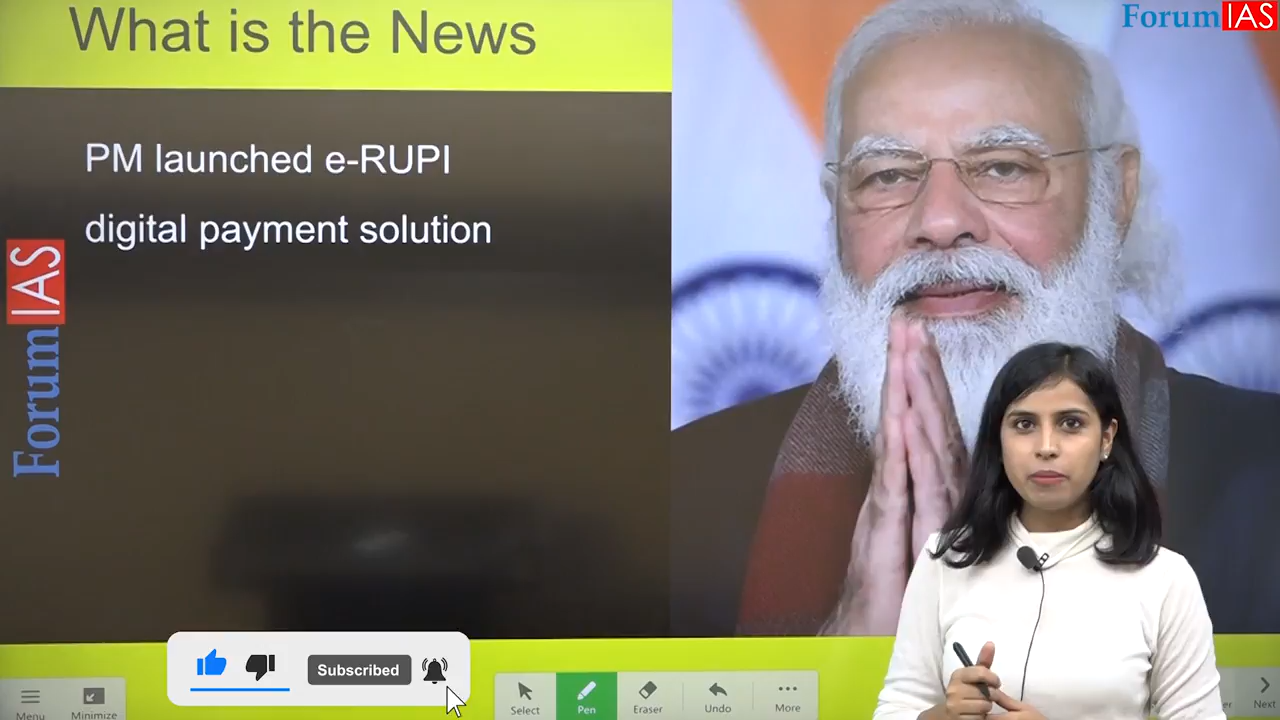 What is the News
ForumIAS
PM launched e-RUPI
digital payment solution
ForumIAS
Subscribed
Menu
Minimize
Select
Pen
Eraser
Undo
More
Next